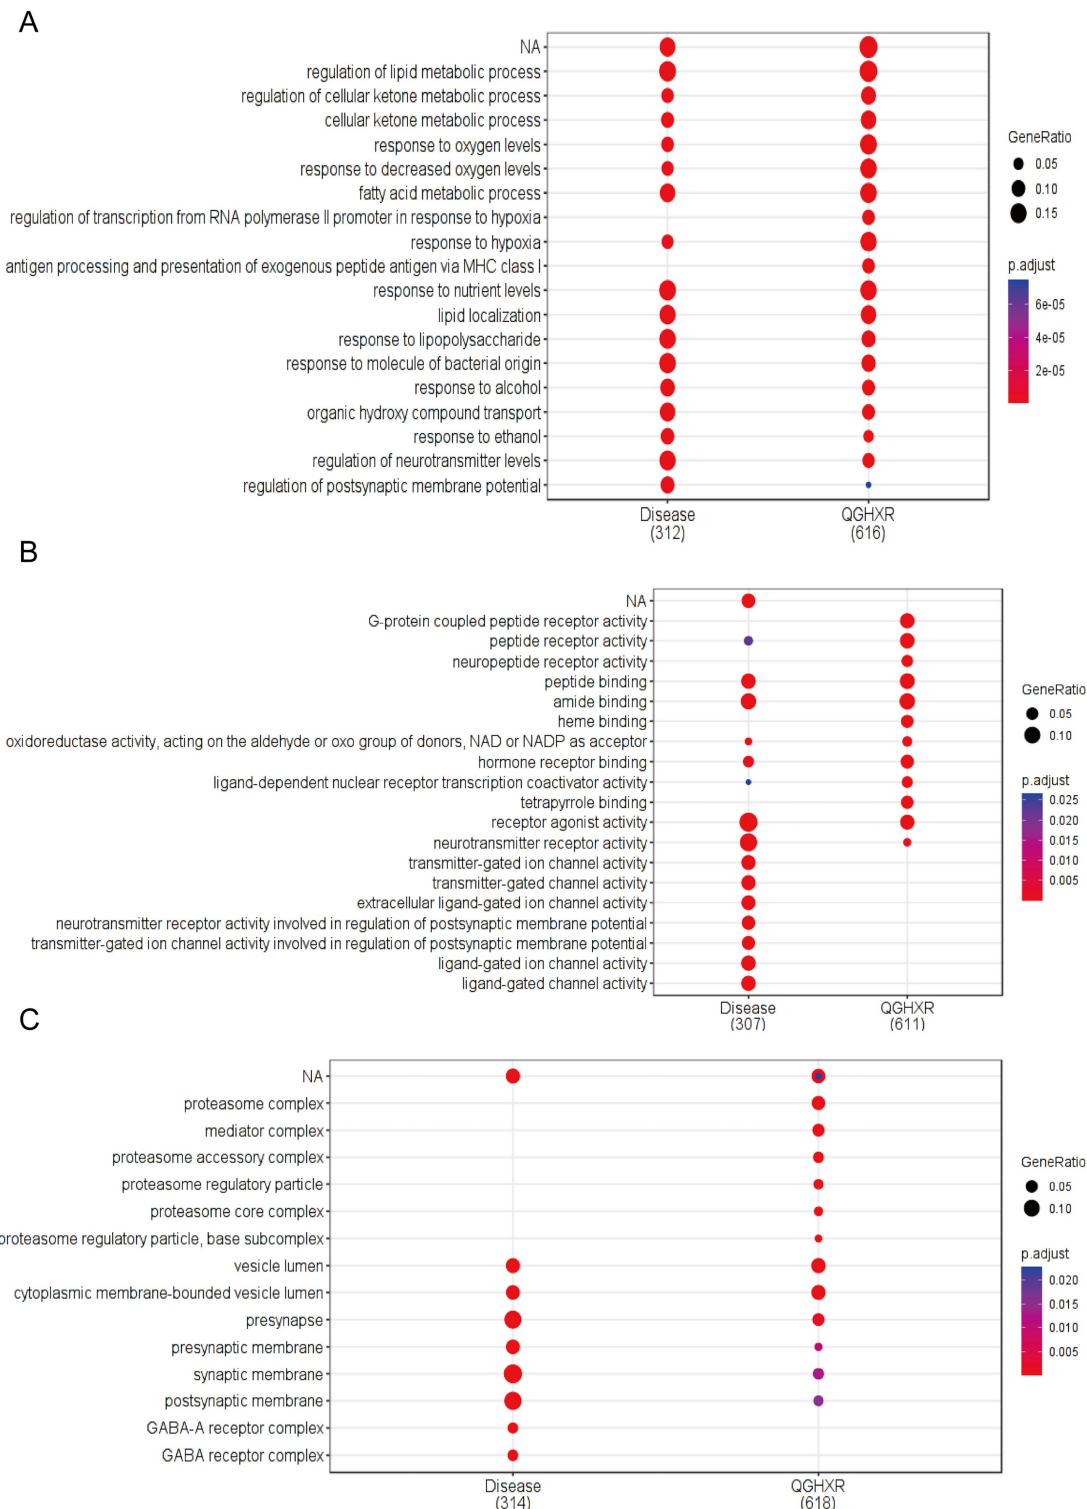 A
NA
regulation of lipid metabolic process
regulation of cellular ketone metabolic process
cellular ketone metabolic process
response to oxygen levels
response to decreased oxygen levels
fatty acid metabolic process
regulation of transcription from RNA polymerase II promoter in response to hypoxia
response to hypoxia
antigen processing and presentation of exogenous peptide antigen via MHC class I
response to nutrient levels
lipid localization
response to lipopolysaccharide
response to molecule of bacterial origin
response to alcohol
organic hydroxy compound transport
response to ethanol
regulation of neurotransmitter levels
regulation of postsynaptic membrane potential
Disease
(312)
QGHXR
(616)
GeneRatio
0.05
0.10
0.15
p.adjust
6e-05
4e-05
2e-05
B
NA
G-protein coupled peptide receptor activity
peptide receptor activity
neuropeptide receptor activity
peptide binding
amide binding
heme binding
oxidoreductase activity, acting on the aldehyde or oxo group of donors, NAD or NADP as acceptor
hormone receptor binding
ligand-dependent nuclear receptor transcription coactivator activity
tetrapyrrole binding
receptor agonist activity
neurotransmitter receptor activity
transmitter-gated ion channel activity
transmitter-gated channel activity
extracellular ligand-gated ion channel activity
neurotransmitter receptor activity involved in regulation of postsynaptic membrane potential
transmitter-gated ion channel activity involved in regulation of postsynaptic membrane potential
ligand-gated ion channel activity
ligand-gated channel activity
Disease
(307)
QGHXR
(611)
GeneRatio
0.05
0.10
p.adjust
0.025
0.020
0.015
0.010
0.005
C
NA
proteasome complex
mediator complex
proteasome accessory complex
proteasome regulatory particle
proteasome core complex
proteasome regulatory particle, base subcomplex
vesicle lumen
cytoplasmic membrane-bounded vesicle lumen
presynapse
presynaptic membrane
synaptic membrane
postsynaptic membrane
GABA-A receptor complex
GABA receptor complex
Disease
(314)
QGHXR
(618)
GeneRatio
0.05
0.10
p.adjust
0.020
0.015
0.010
0.005